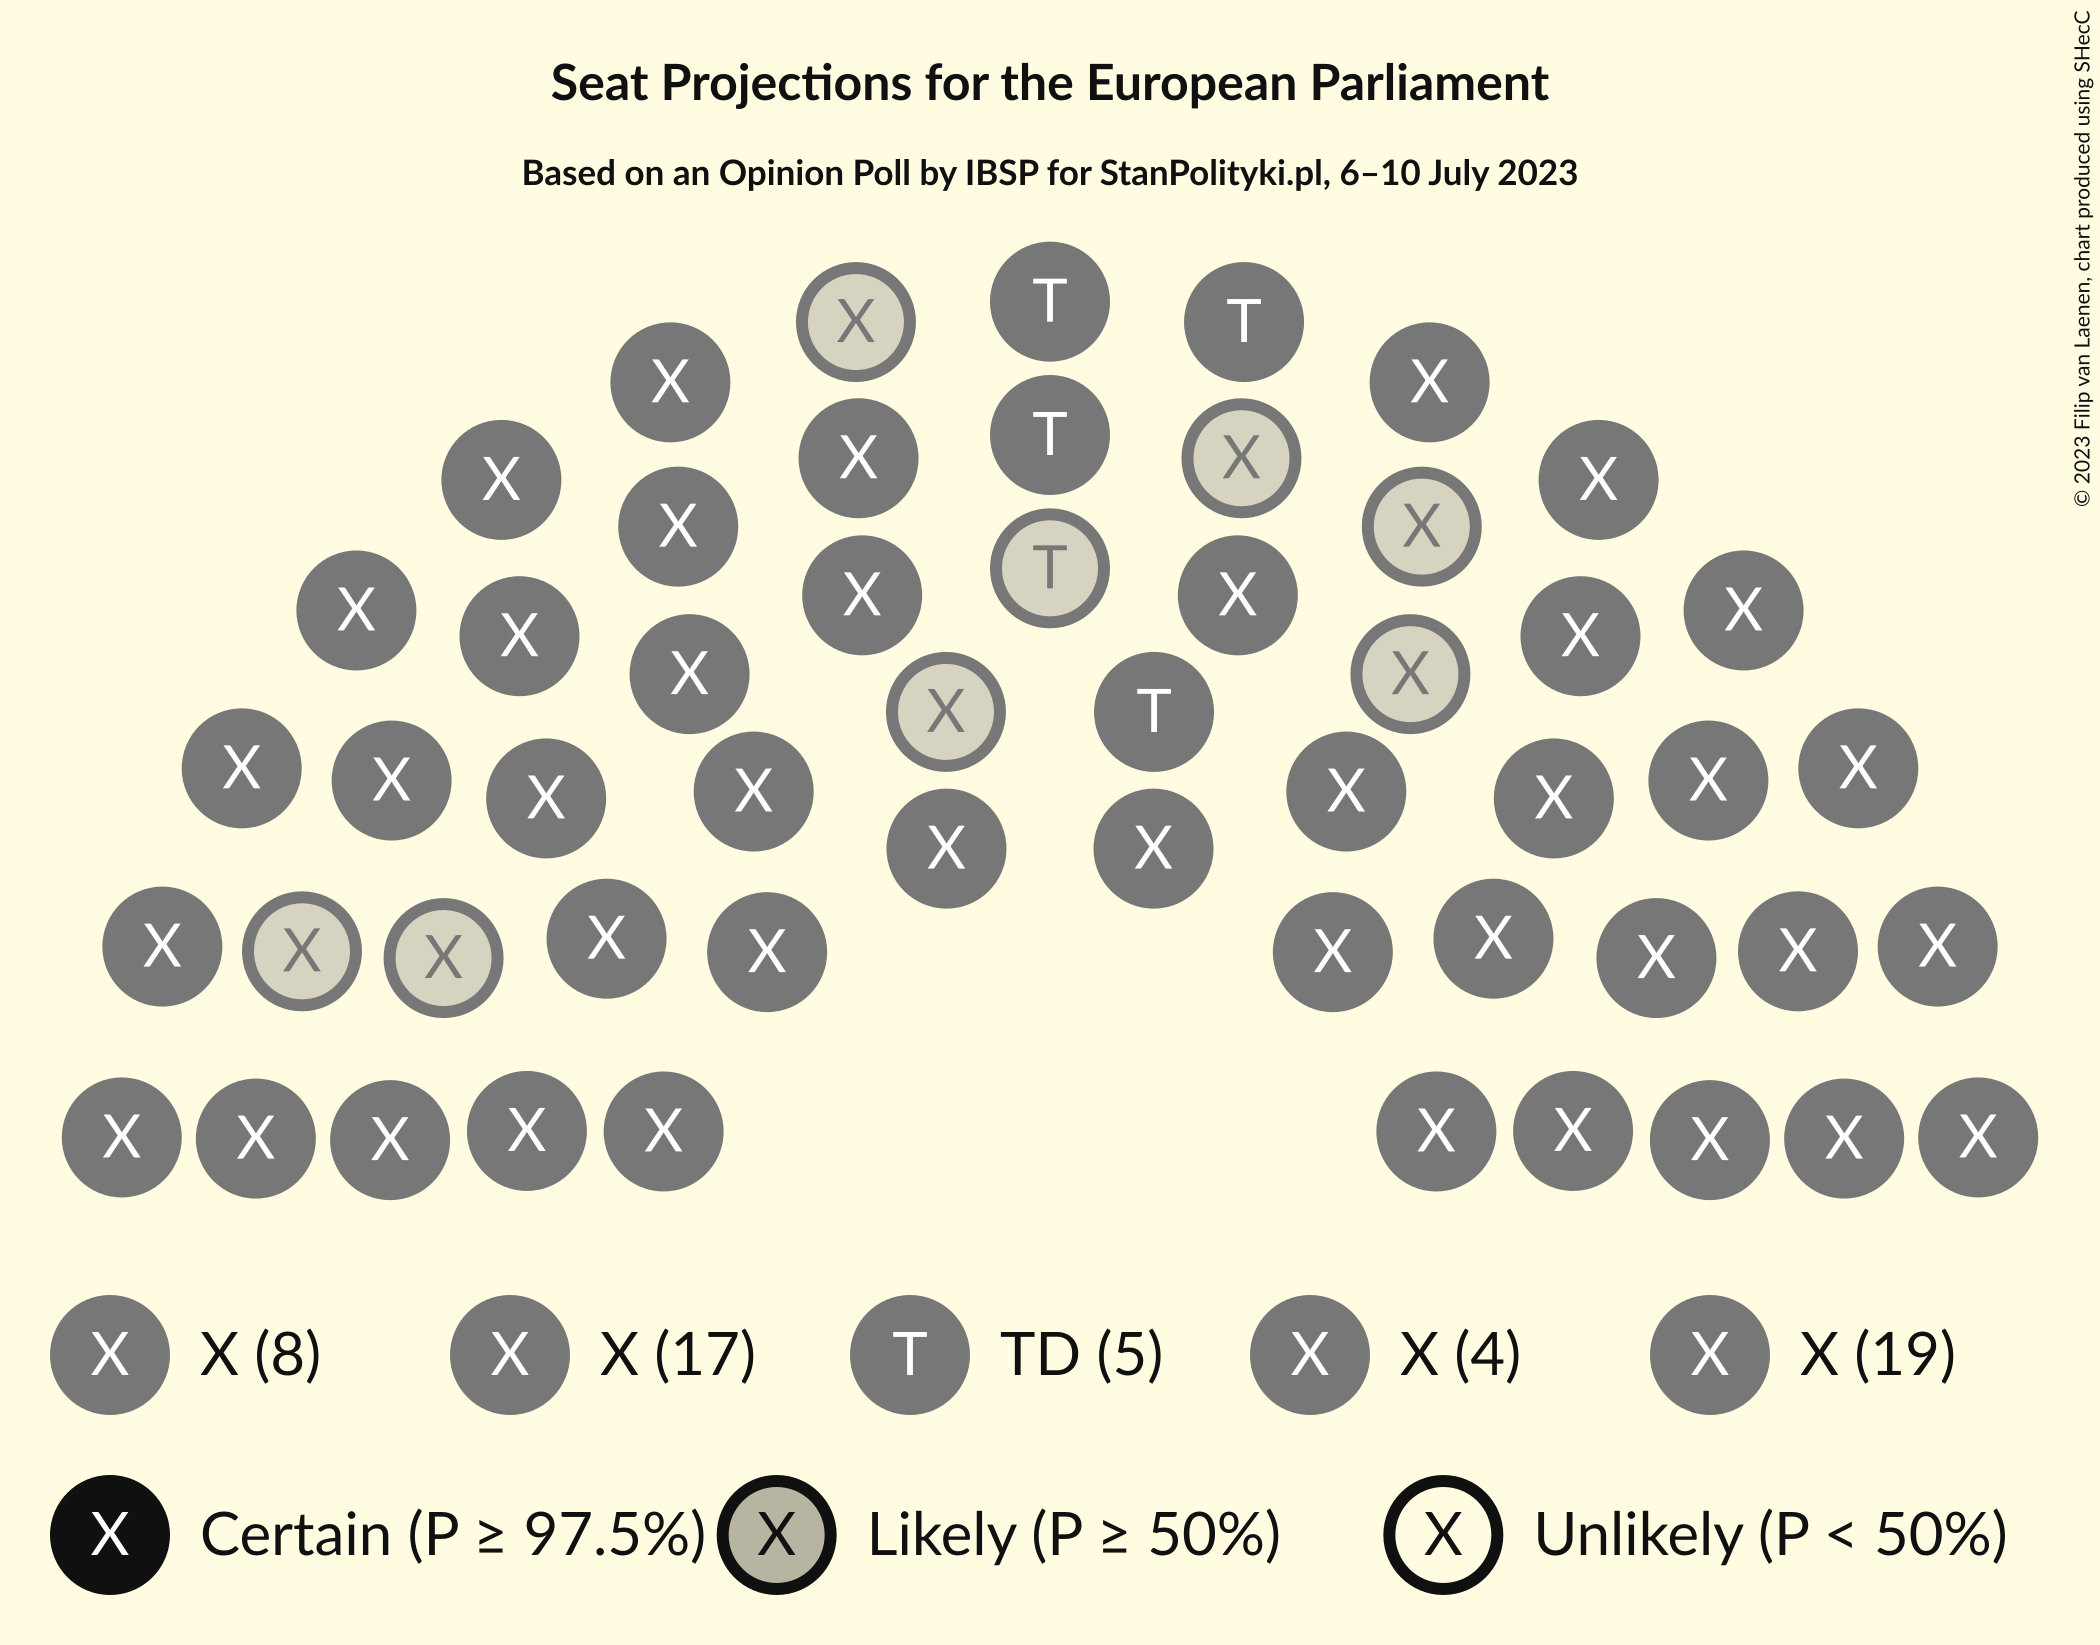 Seat Projections for the European Parliament
Based on an Opinion Poll by IBSP for StanPolityki.pl, 6–10 July 2023
© 2023 Filip van Laenen, chart produced using SHecC
T
X T
X X
T
X X
X X
X X
T
X X
X X
X X
X X
X T
X X
X X X X X X X X
X X
X X X X X X X X X X
X X X X X X X X X X
X X (8) X X (17) T TD (5) X X (4) X X (19)
X Certain (P ≥ 97.5%) X Likely (P ≥ 50%) X Unlikely (P < 50%)